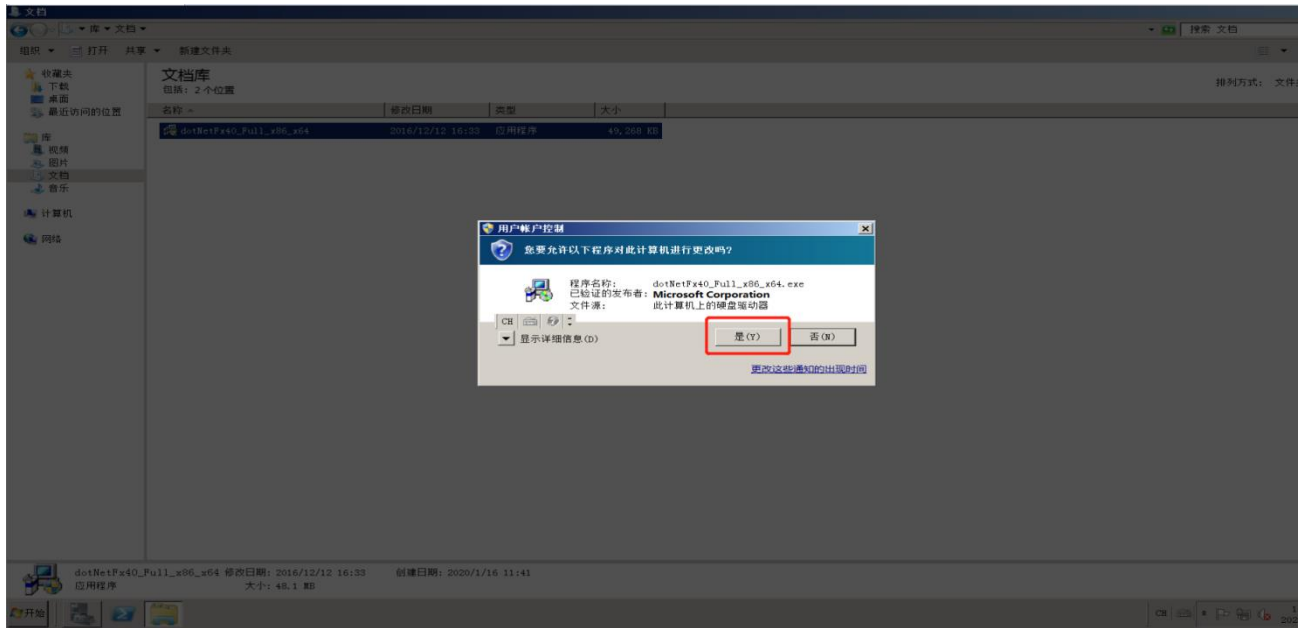 文档
库 文档
搜索 文档
组织 打开 共享 新建文件夹
收藏夹
下载
桌面
最近访问的位置
库
视频
图片
文档
音乐
计算机
网络
文档库
包括: 2 个位置
排列方式: 文件
名称 修改日期 类型 大小
dotNetFx40_Full_x86_x64 2016/12/12 16:33 应用程序 49,268 KB
用户帐户控制
您要允许以下程序对此计算机进行更改吗?
程序名称: dotNetFx40_Full_x86_x64.exe
已验证的发布者: Microsoft Corporation
文件源: 此计算机上的硬盘驱动器
CH
显示详细信息(D) 是(Y) 否(N)
更改这些通知的出现时间
dotNetFx40_Full_x86_x64 修改日期: 2016/12/12 16:33 创建日期: 2020/1/16 11:41
应用程序 大小: 48.1 MB
开始
CH